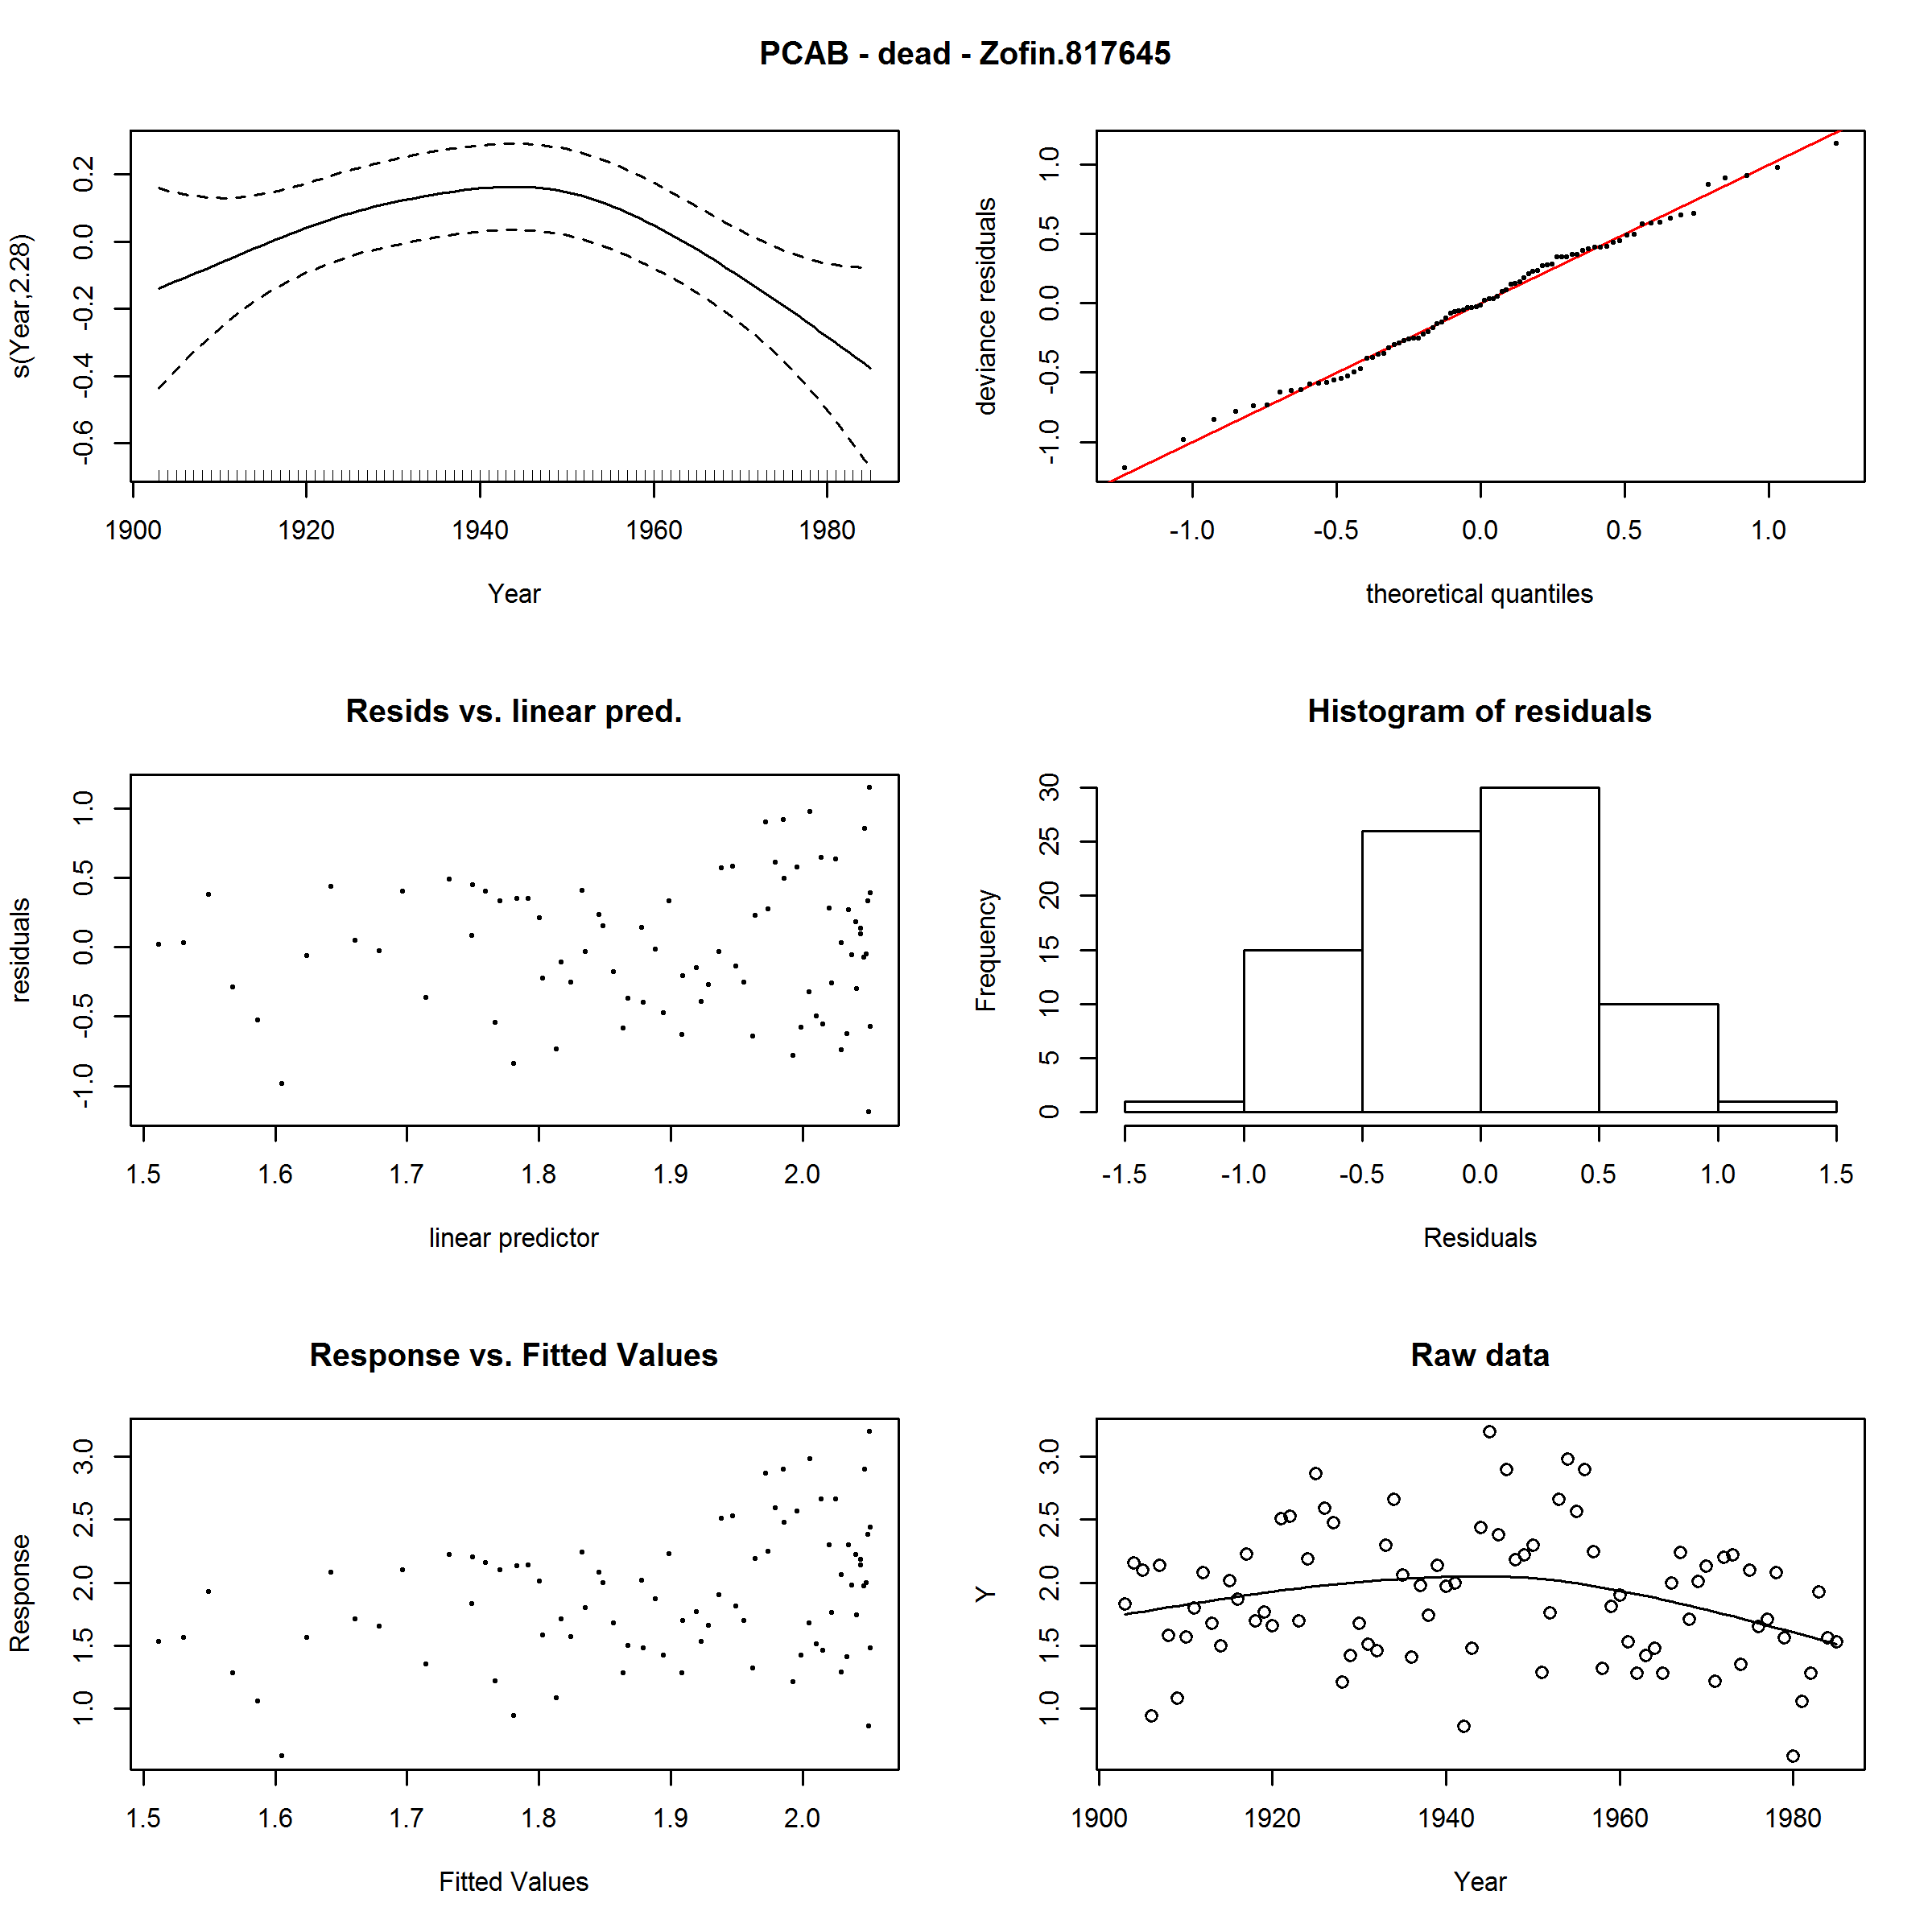 PCAB - dead - Zofin.817645
s(Year,2.28)
0.2
0.0
-0.2
-0.4
-0.6
1900 1920 1940 1960 1980
Year
deviance residuals
1.0
0.5
0.0
-0.5
-1.0
-1.0 -0.5 0.0 0.5 1.0
theoretical quantiles
Resids vs. linear pred.
residuals
1.0
0.5
0.0
-0.5
-1.0
1.5 1.6 1.7 1.8 1.9 2.0
linear predictor
Histogram of residuals
Frequency
30
25
20
15
10
5
0
-1.5 -1.0 -0.5 0.0 0.5 1.0 1.5
Residuals
Response vs. Fitted Values
Response
3.0
2.5
2.0
1.5
1.0
1.5 1.6 1.7 1.8 1.9 2.0
Fitted Values
Raw data
Y
3.0
2.5
2.0
1.5
1.0
1900 1920 1940 1960 1980
Year